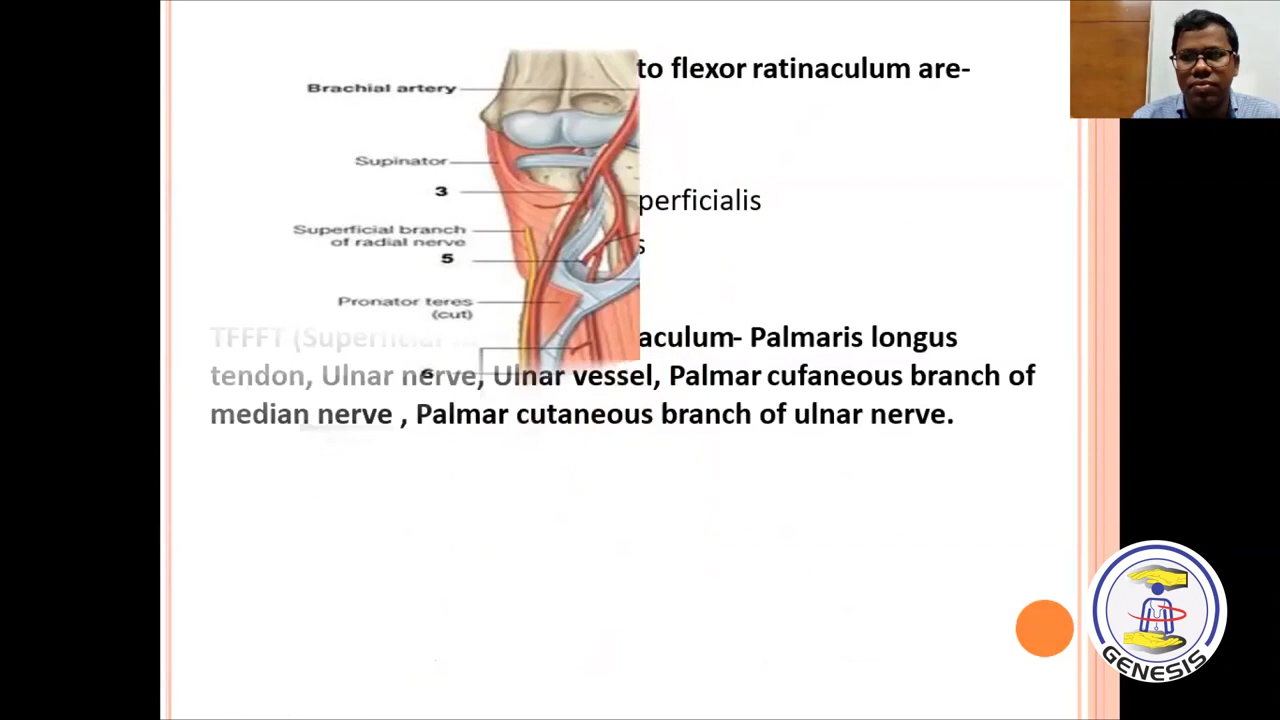 to flexor ratinaculum are-
Brachial artery
Supinator
3
perficialis
Superficial branch
of radial nerve
s
5
Pronator teres
(cut)
TFFFT (Superficial aculum- Palmaris longus
6
tendon, Ulnar nerve, Ulnar vessel, Palmar cufaneous branch of
median nerve , Palmar cutaneous branch of ulnar nerve.
GENESIS